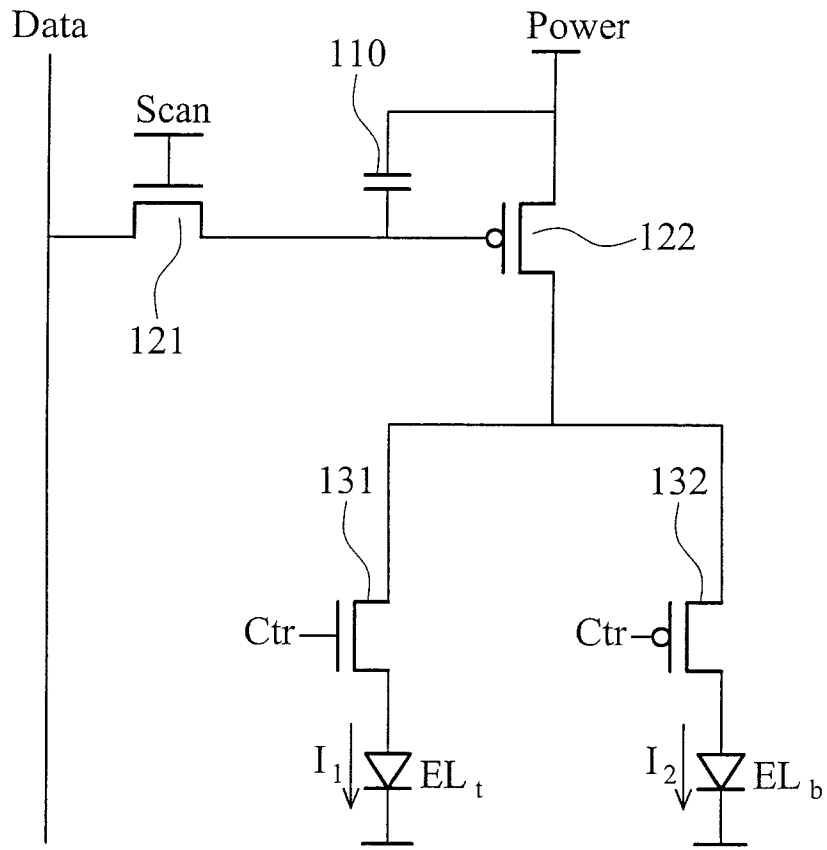 Data
Power
110
Scan
122
121
131
132
Ctr
Ctr
I1
ELt
I2
ELb